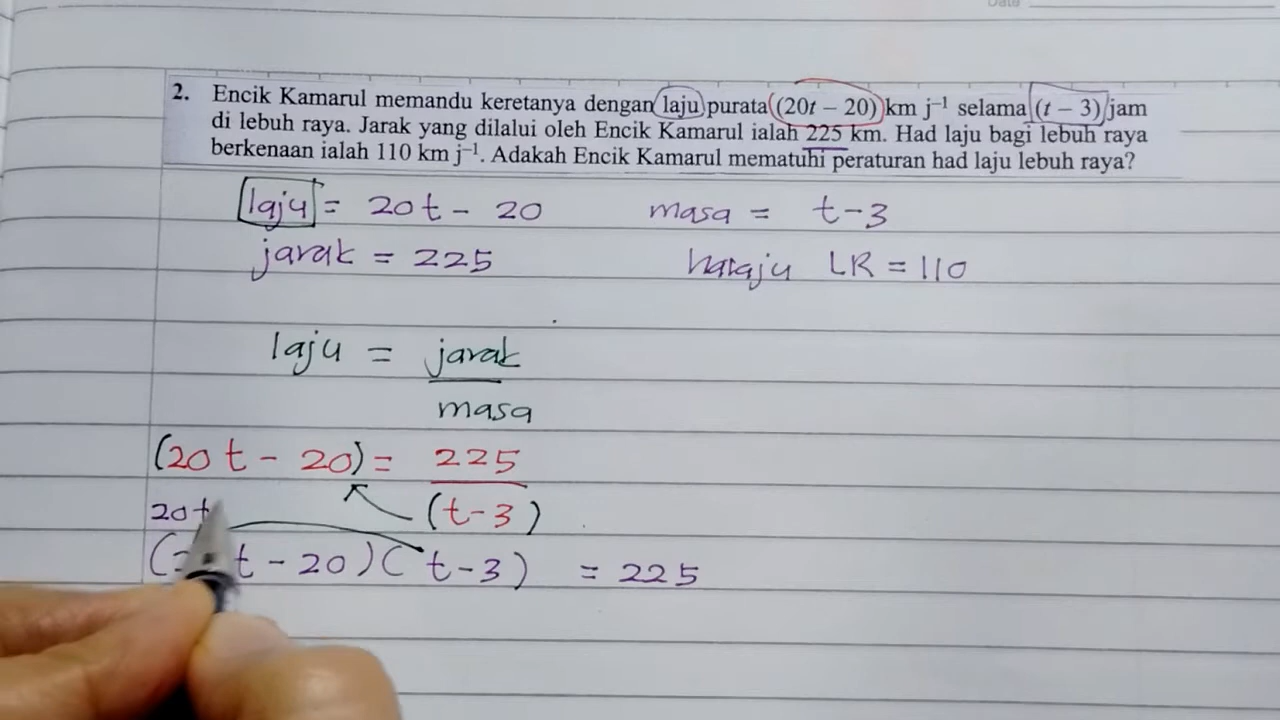 Date
2. Encik Kamarul memandu keretanya dengan laju purata (20t – 20) km j⁻¹ selama (t – 3) jam
di lebuh raya. Jarak yang dilalui oleh Encik Kamarul ialah 225 km. Had laju bagi lebuh raya
berkenaan ialah 110 km j⁻¹. Adakah Encik Kamarul mematuhi peraturan had laju lebuh raya?
laju = 20t - 20 masa = t-3
jarak = 225 LR = 110
laju = jarak
masa
(20t - 20) = 225
20t (t-3)
t - 20)(t-3) = 225